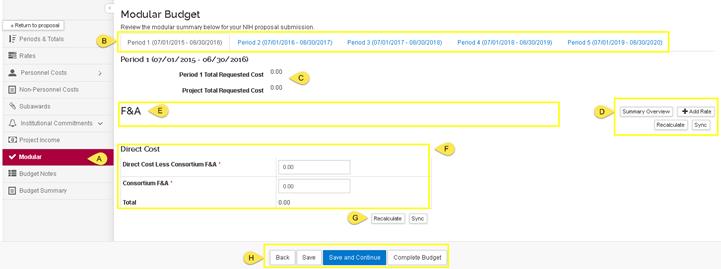 Modular Budget
Review the modular summary below for your NIH proposal submission.
« Return to proposal
Periods & Totals
Rates
Personnel Costs
Non-Personnel Costs
Subawards
Institutional Commitments
Project Income
Modular
A
Budget Notes
Budget Summary
B
Period 1 (07/01/2015 - 06/30/2016)
Period 2 (07/01/2016 - 06/30/2017)
Period 3 (07/01/2017 - 06/30/2018)
Period 4 (07/01/2018 - 06/30/2019)
Period 5 (07/01/2019 - 06/30/2020)
Period 1 (07/01/2015 - 06/30/2016)
Period 1 Total Requested Cost 0.00
C
Project Total Requested Cost 0.00
F&A
E
D
Summary Overview
+ Add Rate
Recalculate
Sync
Direct Cost
F
Direct Cost Less Consortium F&A * 0.00
Consortium F&A * 0.00
Total 0.00
G
Recalculate
Sync
H
Back
Save
Save and Continue
Complete Budget